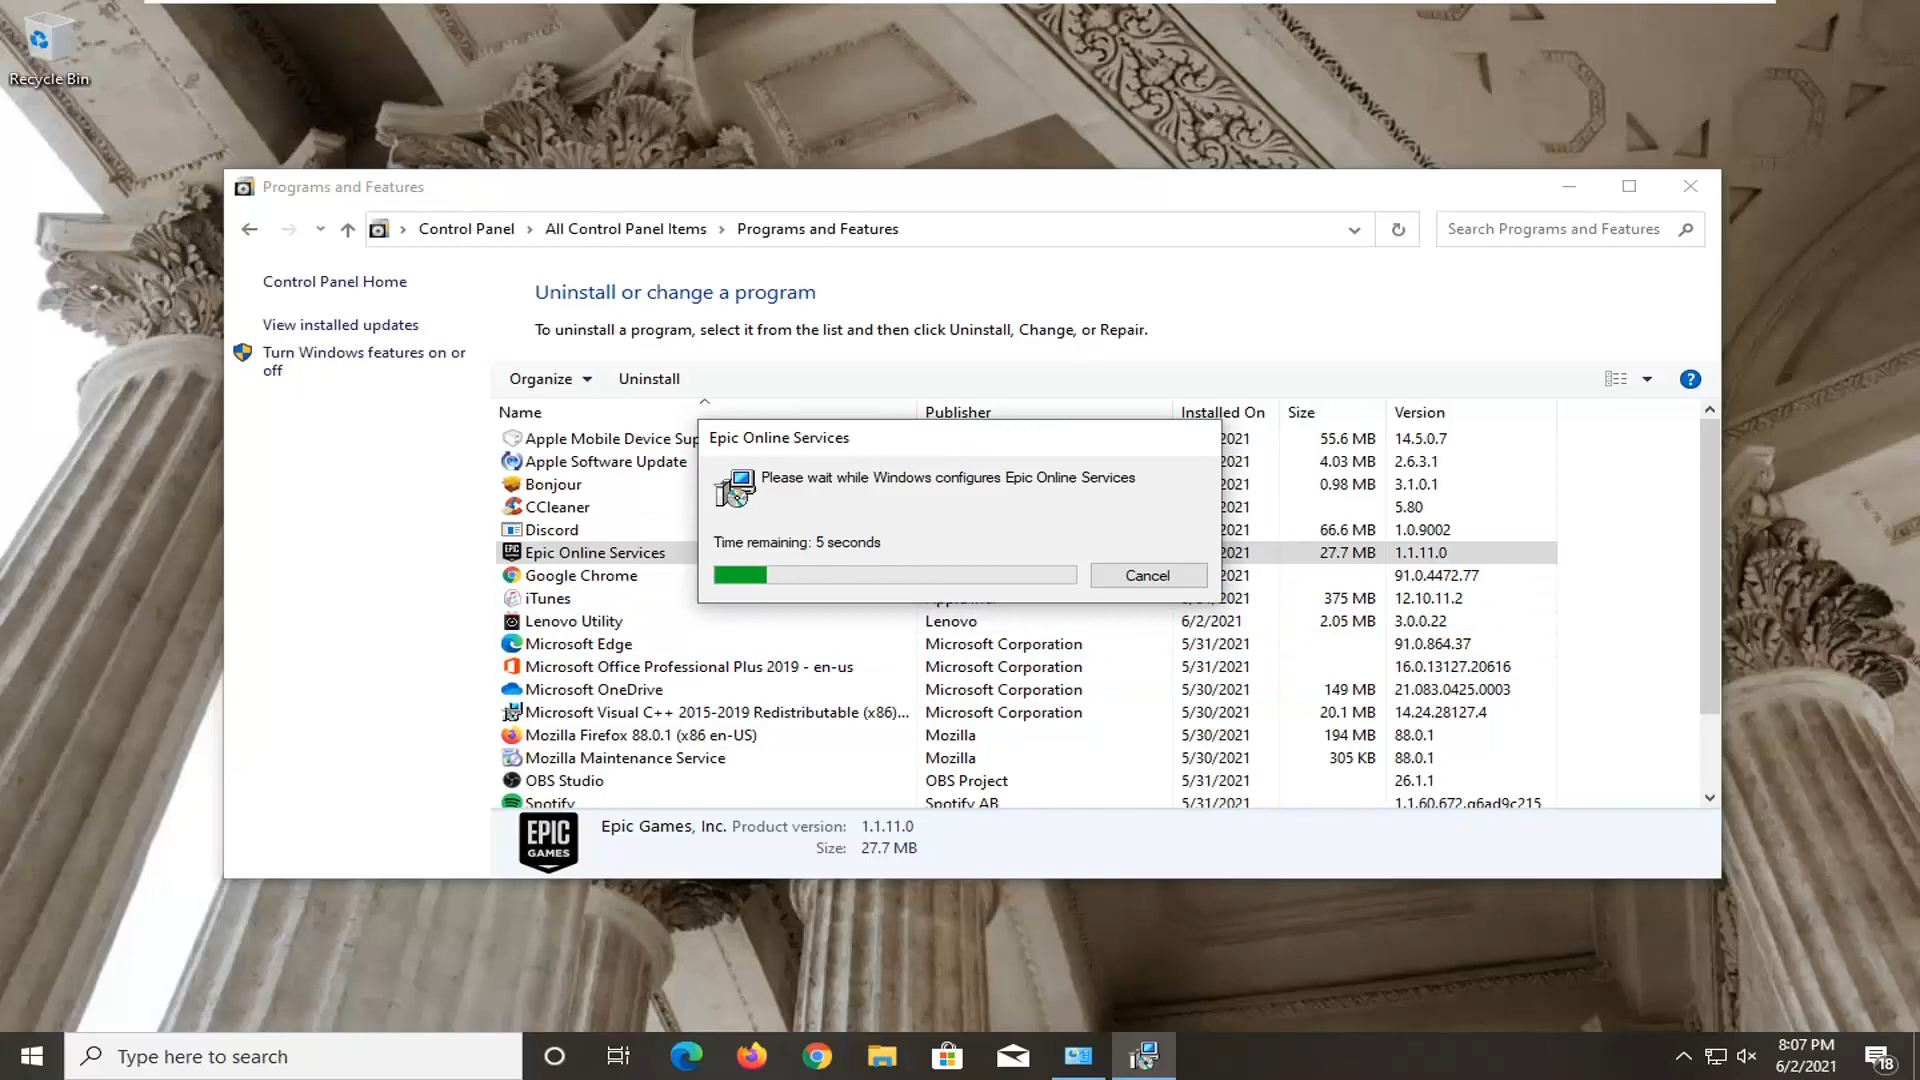 Recycle Bin
Programs and Features
Control Panel
All Control Panel Items
Programs and Features
Search Programs and Features
Control Panel Home
View installed updates
Turn Windows features on or
off
Uninstall or change a program
To uninstall a program, select it from the list and then click Uninstall, Change, or Repair.
Organize
Uninstall
Name Publisher Installed On Size Version
Apple Mobile Device Sup 2021 55.6 MB 14.5.0.7
Apple Software Update 2021 4.03 MB 2.6.3.1
Bonjour 2021 0.98 MB 3.1.0.1
CCleaner 2021 5.80
Discord 2021 66.6 MB 1.0.9002
Epic Online Services 2021 27.7 MB 1.1.11.0
Google Chrome 2021 91.0.4472.77
iTunes 2021 375 MB 12.10.11.2
Lenovo Utility Lenovo 6/2/2021 2.05 MB 3.0.0.22
Microsoft Edge Microsoft Corporation 5/31/2021 91.0.864.37
Microsoft Office Professional Plus 2019 - en-us Microsoft Corporation 5/31/2021 16.0.13127.20616
Microsoft OneDrive Microsoft Corporation 5/30/2021 149 MB 21.083.0425.0003
Microsoft Visual C++ 2015-2019 Redistributable (x86)... Microsoft Corporation 5/30/2021 20.1 MB 14.24.28127.4
Mozilla Firefox 88.0.1 (x86 en-US) Mozilla 5/30/2021 194 MB 88.0.1
Mozilla Maintenance Service Mozilla 5/30/2021 305 KB 88.0.1
OBS Studio OBS Project 5/31/2021 26.1.1
Spotify Spotify AB 5/31/2021 1.1.60.672.g6ad9c215
Epic Online Services
Please wait while Windows configures Epic Online Services
Time remaining: 5 seconds
Cancel
EPIC
GAMES
Epic Games, Inc. Product version: 1.1.11.0
Size: 27.7 MB
Type here to search
8:07 PM
6/2/2021
18